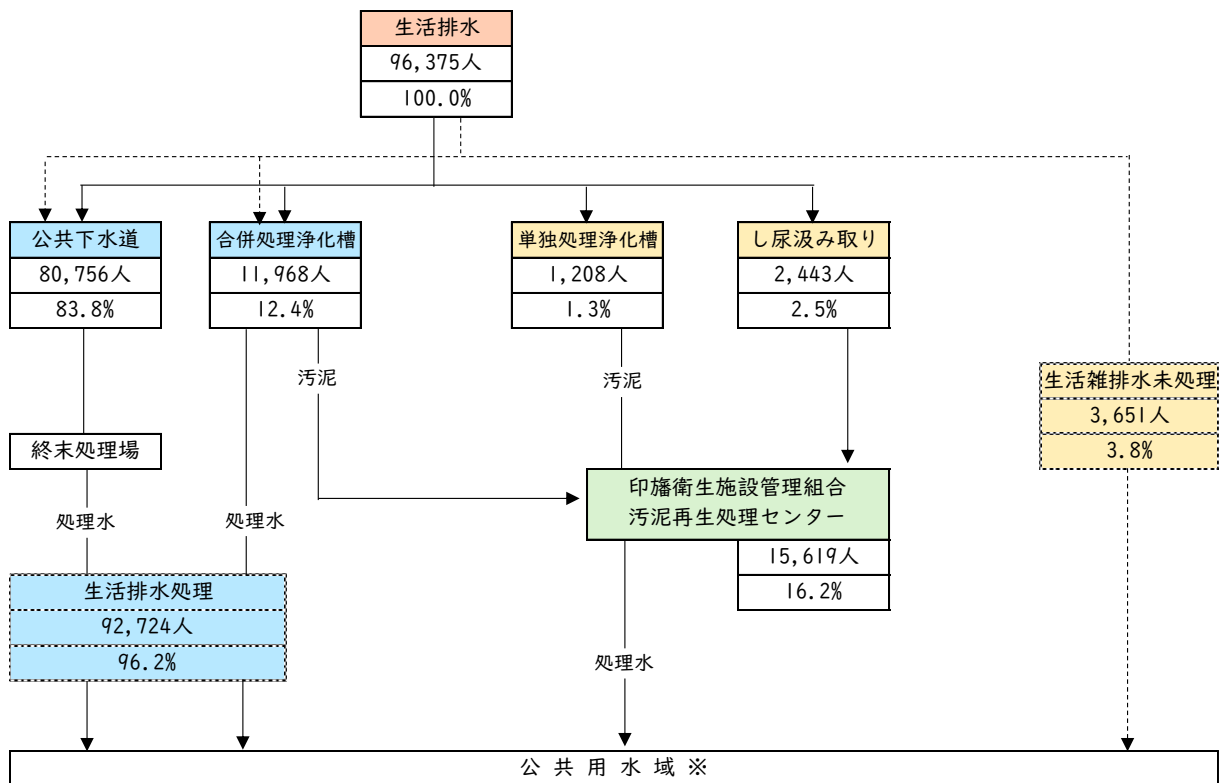 生活排水
96,375人
100.0%
公共下水道
80,756人
83.8%
合併処理浄化槽
11,968人
12.4%
単独処理浄化槽
1,208人
1.3%
し尿汲み取り
2,443人
2.5%
汚泥
汚泥
生活雑排水未処理
3,651人
3.8%
終末処理場
印旛衛生施設管理組合
汚泥再生処理センター
15,619人
16.2%
処理水
処理水
生活排水処理
92,724人
96.2%
処理水
公共用水域※